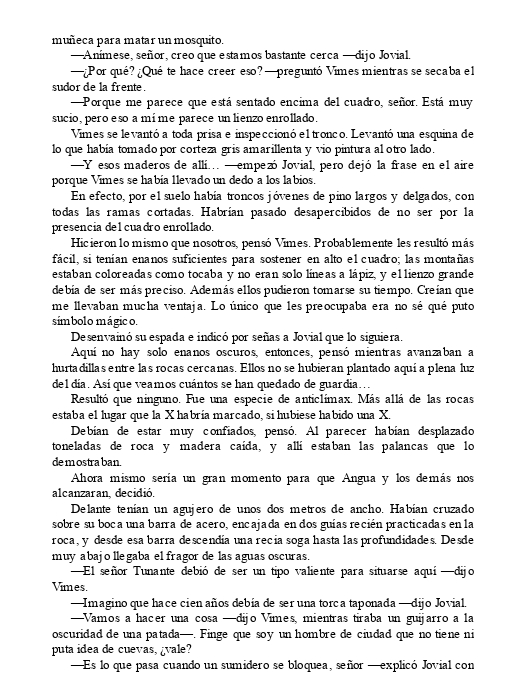 muñeca para matar un mosquito.
—Anímese, señor, creo que estamos bastante cerca —dijo Jovial.
—¿Por qué? ¿Qué te hace creer eso? —preguntó Vimes mientras se secaba el
sudor de la frente.
—Porque me parece que está sentado encima del cuadro, señor. Está muy
sucio, pero eso a mí me parece un lienzo enrollado.
Vimes se levantó a toda prisa e inspeccionó el tronco. Levantó una esquina de
lo que había tomado por corteza gris amarillenta y vio pintura al otro lado.
—Y esos maderos de allí… —empezó Jovial, pero dejó la frase en el aire
porque Vimes se había llevado un dedo a los labios.
En efecto, por el suelo había troncos jóvenes de pino largos y delgados, con
todas las ramas cortadas. Habrían pasado desapercibidos de no ser por la
presencia del cuadro enrollado.
Hicieron lo mismo que nosotros, pensó Vimes. Probablemente les resultó más
fácil, si tenían enanos suficientes para sostener en alto el cuadro; las montañas
estaban coloreadas como tocaba y no eran solo líneas a lápiz, y el lienzo grande
debía de ser más preciso. Además ellos pudieron tomarse su tiempo. Creían que
me llevaban mucha ventaja. Lo único que les preocupaba era no sé qué puto
símbolo mágico.
Desenvainó su espada e indicó por señas a Jovial que lo siguiera.
Aquí no hay solo enanos oscuros, entonces, pensó mientras avanzaban a
hurtadillas entre las rocas cercanas. Ellos no se hubieran plantado aquí a plena luz
del día. Así que veamos cuántos se han quedado de guardia…
Resultó que ninguno. Fue una especie de anticlímax. Más allá de las rocas
estaba el lugar que la X habría marcado, si hubiese habido una X.
Debían de estar muy confiados, pensó. Al parecer habían desplazado
toneladas de roca y madera caída, y allí estaban las palancas que lo
demostraban.
Ahora mismo sería un gran momento para que Angua y los demás nos
alcanzaran, decidió.
Delante tenían un agujero de unos dos metros de ancho. Habían cruzado
sobre su boca una barra de acero, encajada en dos guías recién practicadas en la
roca, y desde esa barra descendía una recia soga hasta las profundidades. Desde
muy abajo llegaba el fragor de las aguas oscuras.
—El señor Tunante debió de ser un tipo valiente para situarse aquí —dijo
Vimes.
—Imagino que hace cien años debía de ser una torca taponada —dijo Jovial.
—Vamos a hacer una cosa —dijo Vimes, mientras tiraba un guijarro a la
oscuridad de una patada—. Finge que soy un hombre de ciudad que no tiene ni
puta idea de cuevas, ¿vale?
—Es lo que pasa cuando un sumidero se bloquea, señor —explicó Jovial con